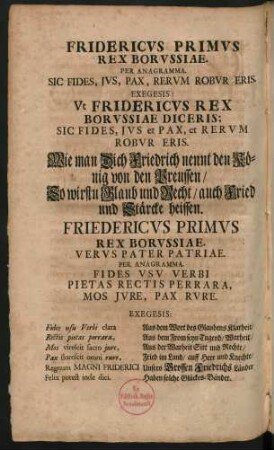 FRIDERICVS PRIMVS
REX BORVSSIAE.
PER ANAGRAMMA.
SIC FIDES, JVS, PAX, RERVM ROBVR ERIS.
EXEGESIS:
Vt FRIDERICVS REX
BORVSSIAE DICERIS;
SIC FIDES, JVS et PAX, et RERVM
ROBVR ERIS.
Wie man Dich Friedrich nennt den Kö-
nig von den Preussen/
So wirstu Glaub und Recht/ auch Fried
und Stärcke heissen.
FRIEDERICVS PRIMVS
REX BORVSSIAE.
VERVS PATER PATRIAE.
PER ANAGRAMMA.
FIDES VSV VERBI
PIETAS RECTIS PERRARA,
MOS JVRE, PAX RVRE.
EXEGESIS:
Fides usu Verbi clara
Rectis pietas perrara,
Mos virescit sacro jure,
Pax florescit omni rure,
Regnum MAGNI FRIDERICI
Felix potest inde dici.
Aus dem Wort des Glaubens Klarheit/
Aus dem Fromseyn Tugend/ Warheit/
Aus der Warheit Sitt und Rechte/
Fried im Land/ auff Herr und Knechte/
Unsers Grossen Friedrichs Länder
Haben solche Glückes-Bänder.